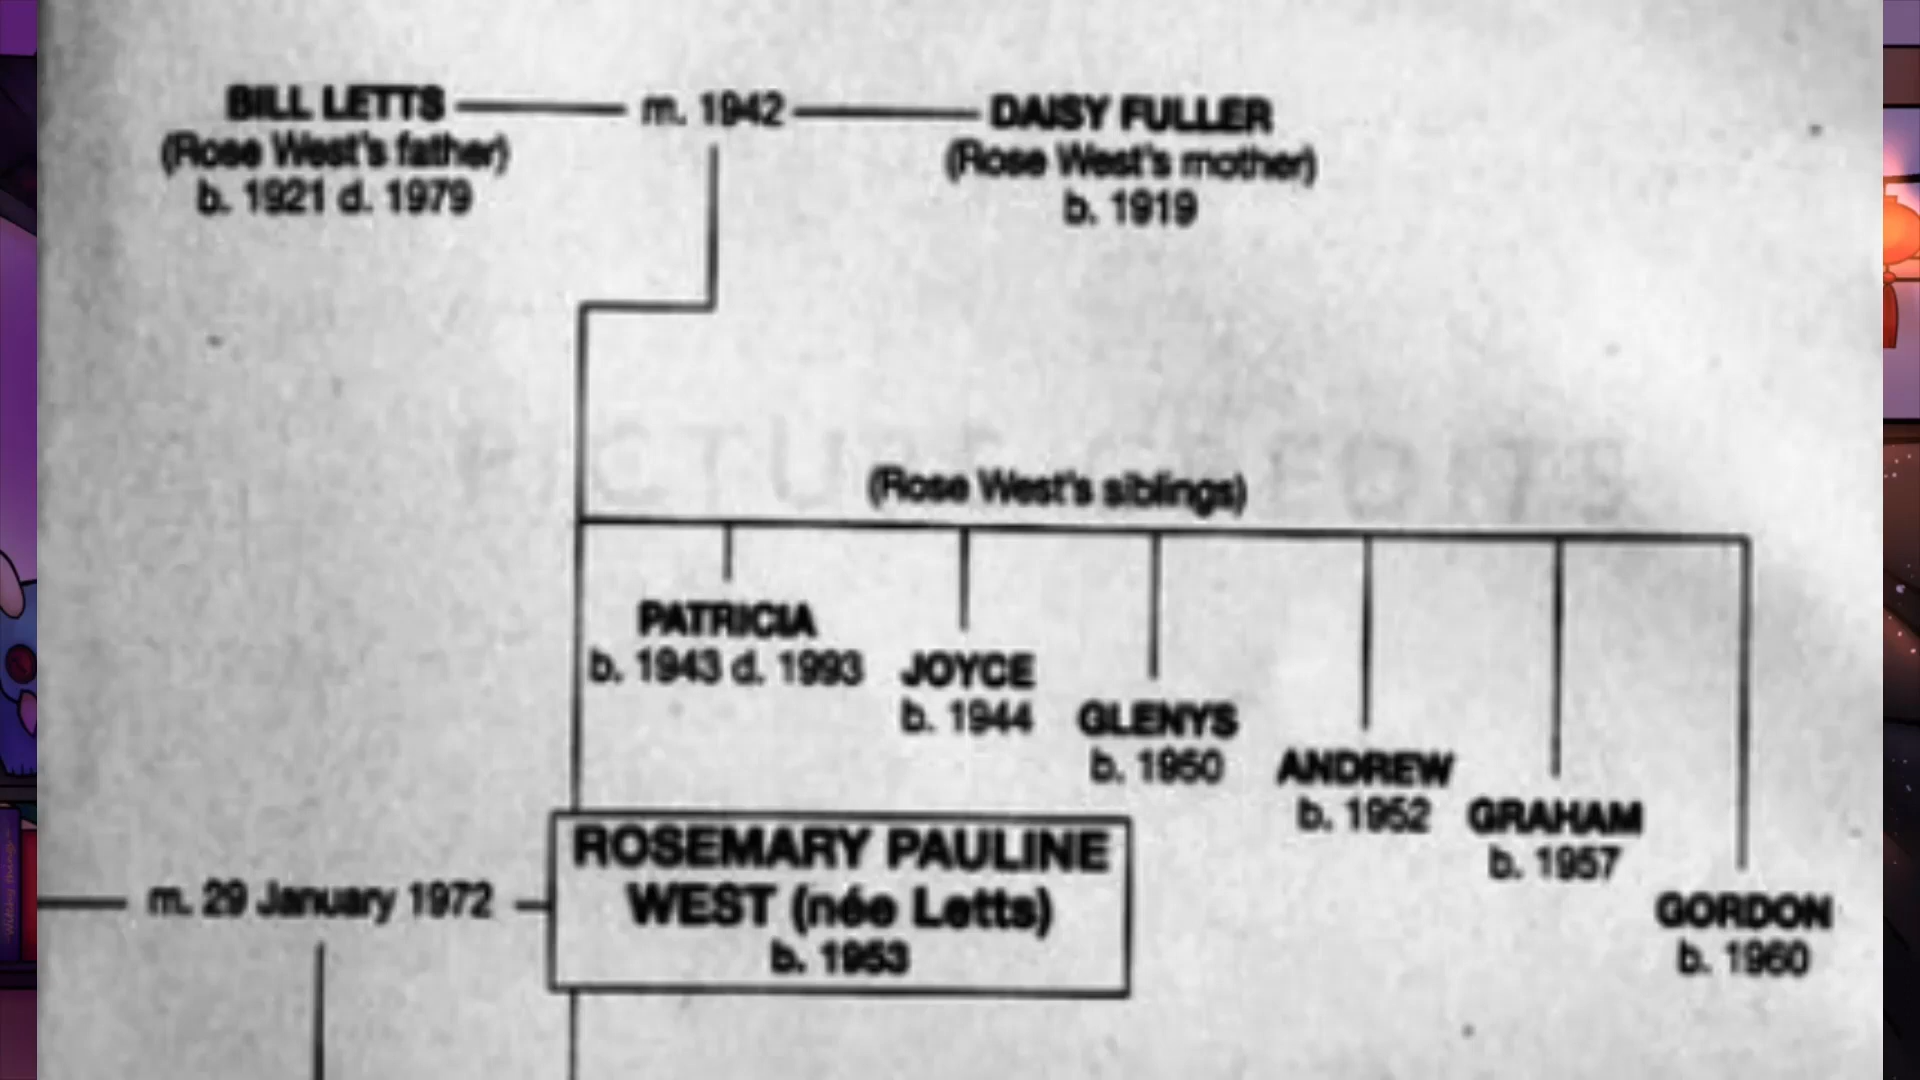 BILL LETTS
m. 1942
DAISY FULLER
(Rose West's father)
b. 1921 d. 1979
(Rose West's mother)
b. 1919
(Rose West's siblings)
PATRICIA
b. 1943 d. 1993
JOYCE
b. 1944
GLENYS
b. 1950
ANDREW
b. 1952
GRAHAM
b. 1957
GORDON
b. 1960
m. 29 January 1972
ROSEMARY PAULINE
WEST (née Letts)
b. 1953